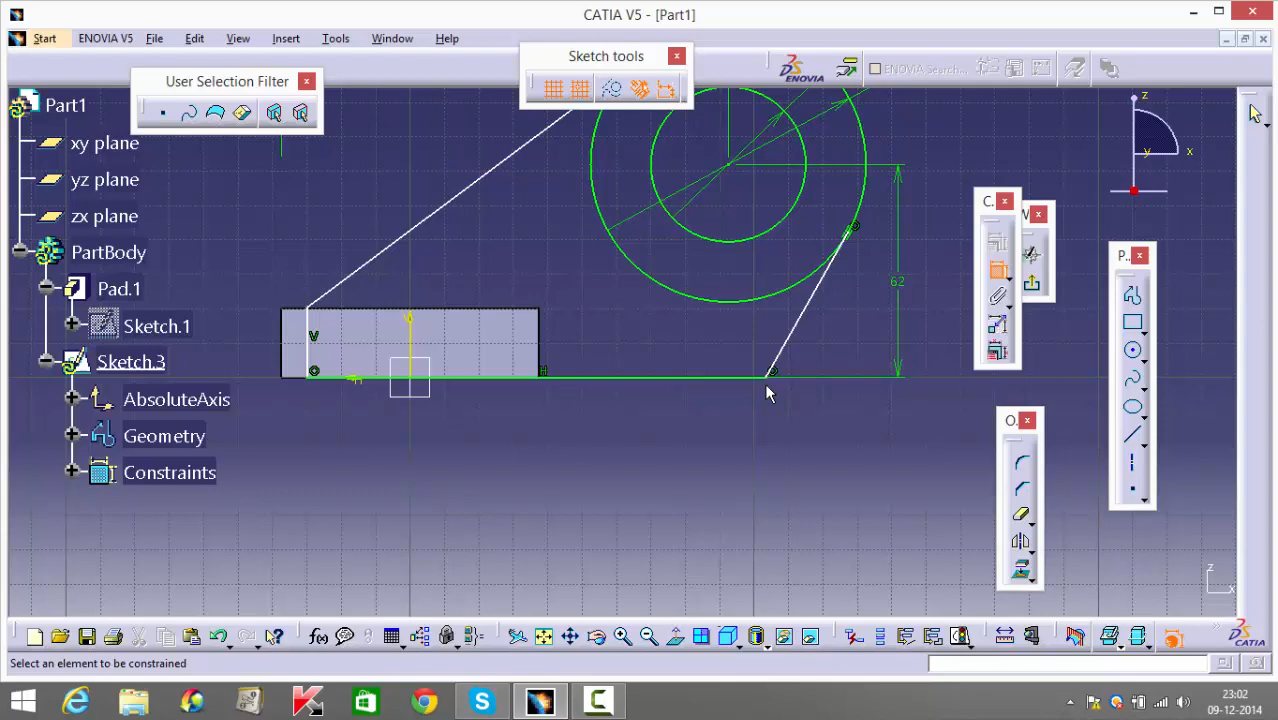 CATIA V5 - [Part1]
Start ENOVIA V5 File Edit View Insert Tools Window Help
Sketch tools
ENOVIA
ENOVIA Search...
User Selection Filter
Part1
xy plane
yz plane
zx plane
PartBody
Pad.1
Sketch.1
Sketch.3
AbsoluteAxis
Geometry
Constraints
z
y
x
C.
P..
O.
62
V
H
H
z
x
f(x)
CATIA
Select an element to be constrained
23:02
09-12-2014